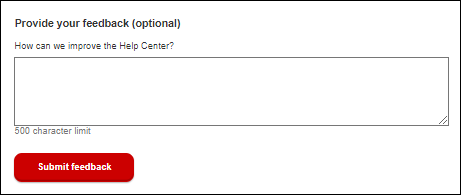 Provide your feedback (optional)
How can we improve the Help Center?
500 character limit
Submit feedback